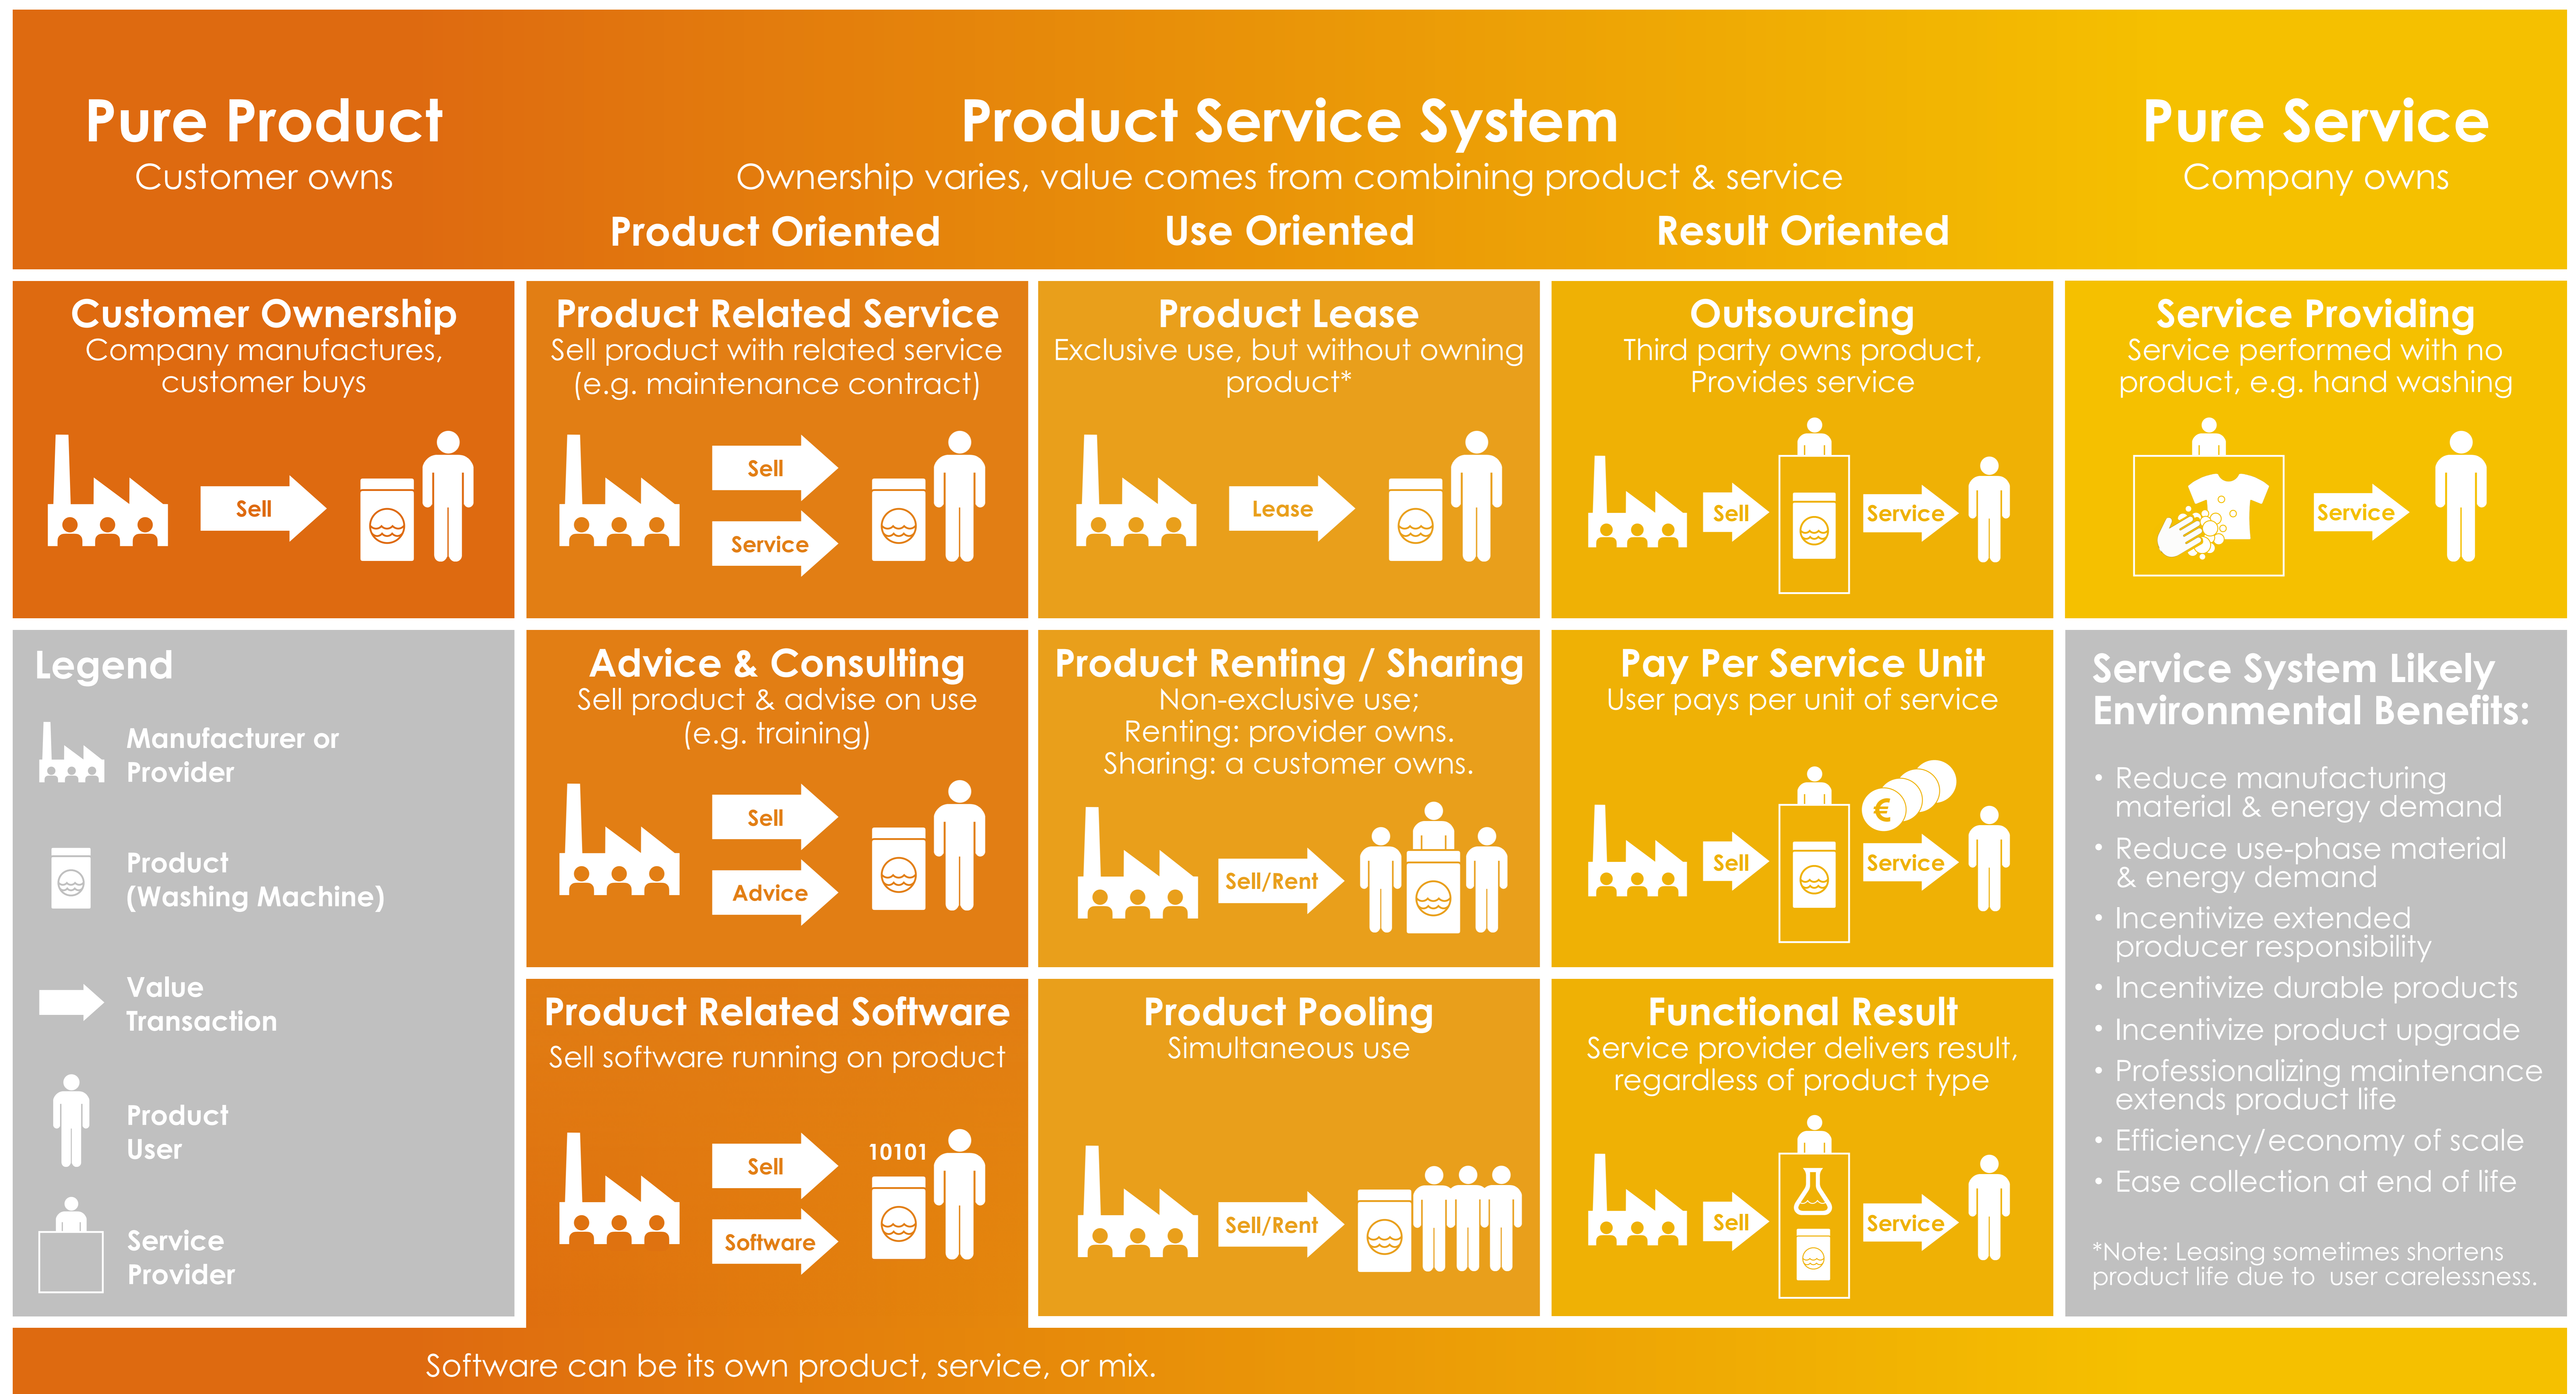 Pure Product
Customer owns
Product Service System
Ownership varies, value comes from combining product & service
Product Oriented
Use Oriented
Result Oriented
Pure Service
Company owns
Customer Ownership
Company manufactures,
customer buys
Sell
Product Related Service
Sell product with related service
(e.g. maintenance contract)
Sell
Service
Product Lease
Exclusive use, but without owning
product*
Lease
Outsourcing
Third party owns product,
Provides service
Sell
Service
Service Providing
Service performed with no
product, e.g. hand washing
Service
Legend
Manufacturer or
Provider
Product
(Washing Machine)
Value
Transaction
Product
User
Service
Provider
Advice & Consulting
Sell product & advise on use
(e.g. training)
Sell
Advice
Product Renting / Sharing
Non-exclusive use;
Renting: provider owns.
Sharing: a customer owns.
Sell/Rent
Pay Per Service Unit
User pays per unit of service
€
Sell
Service
Product Related Software
Sell software running on product
10101
Sell
Software
Product Pooling
Simultaneous use
Sell/Rent
Functional Result
Service provider delivers result,
regardless of product type
Sell
Service
Service System Likely
Environmental Benefits:
• Reduce manufacturing
material & energy demand
• Reduce use-phase material
& energy demand
• Incentivize extended
producer responsibility
• Incentivize durable products
• Incentivize product upgrade
• Professionalizing maintenance
extends product life
• Efficiency/economy of scale
• Ease collection at end of life
*Note: Leasing sometimes shortens
product life due to user carelessness.
Software can be its own product, service, or mix.